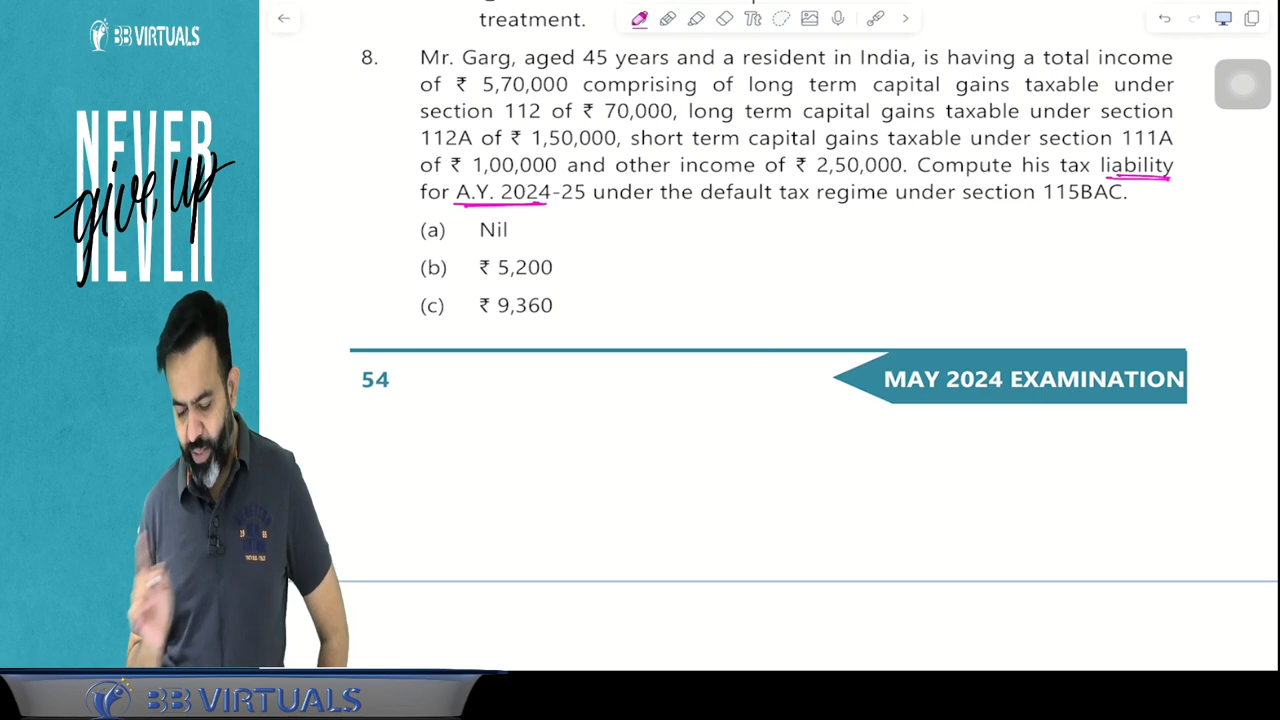 BB VIRTUALS
NEVER
give up
NEVER
treatment.
8. Mr. Garg, aged 45 years and a resident in India, is having a total income
of ₹ 5,70,000 comprising of long term capital gains taxable under
section 112 of ₹ 70,000, long term capital gains taxable under section
112A of ₹ 1,50,000, short term capital gains taxable under section 111A
of ₹ 1,00,000 and other income of ₹ 2,50,000. Compute his tax liability
for A.Y. 2024-25 under the default tax regime under section 115BAC.
(a) Nil
(b) ₹ 5,200
(c) ₹ 9,360
54
MAY 2024 EXAMINATION
BB VIRTUALS